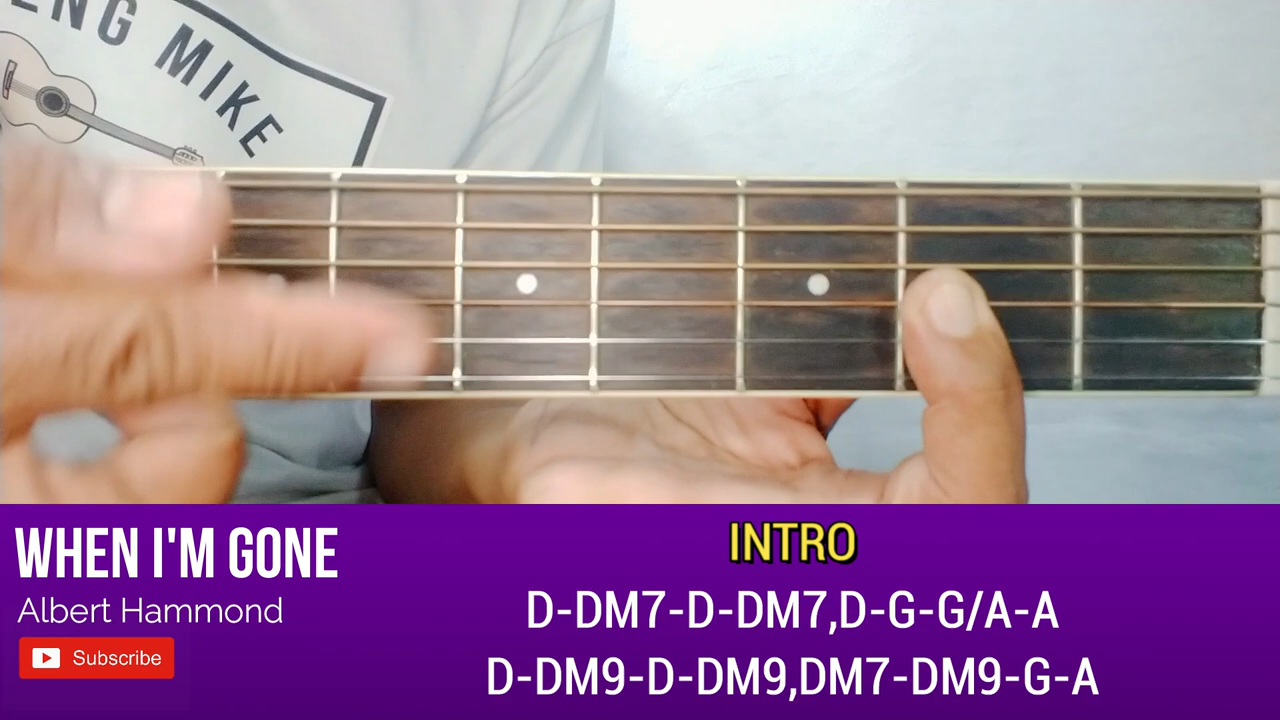 ENG MIKE
WHEN I'M GONE
Albert Hammond
Subscribe
INTRO
D-DM7-D-DM7,D-G-G/A-A
D-DM9-D-DM9,DM7-DM9-G-A